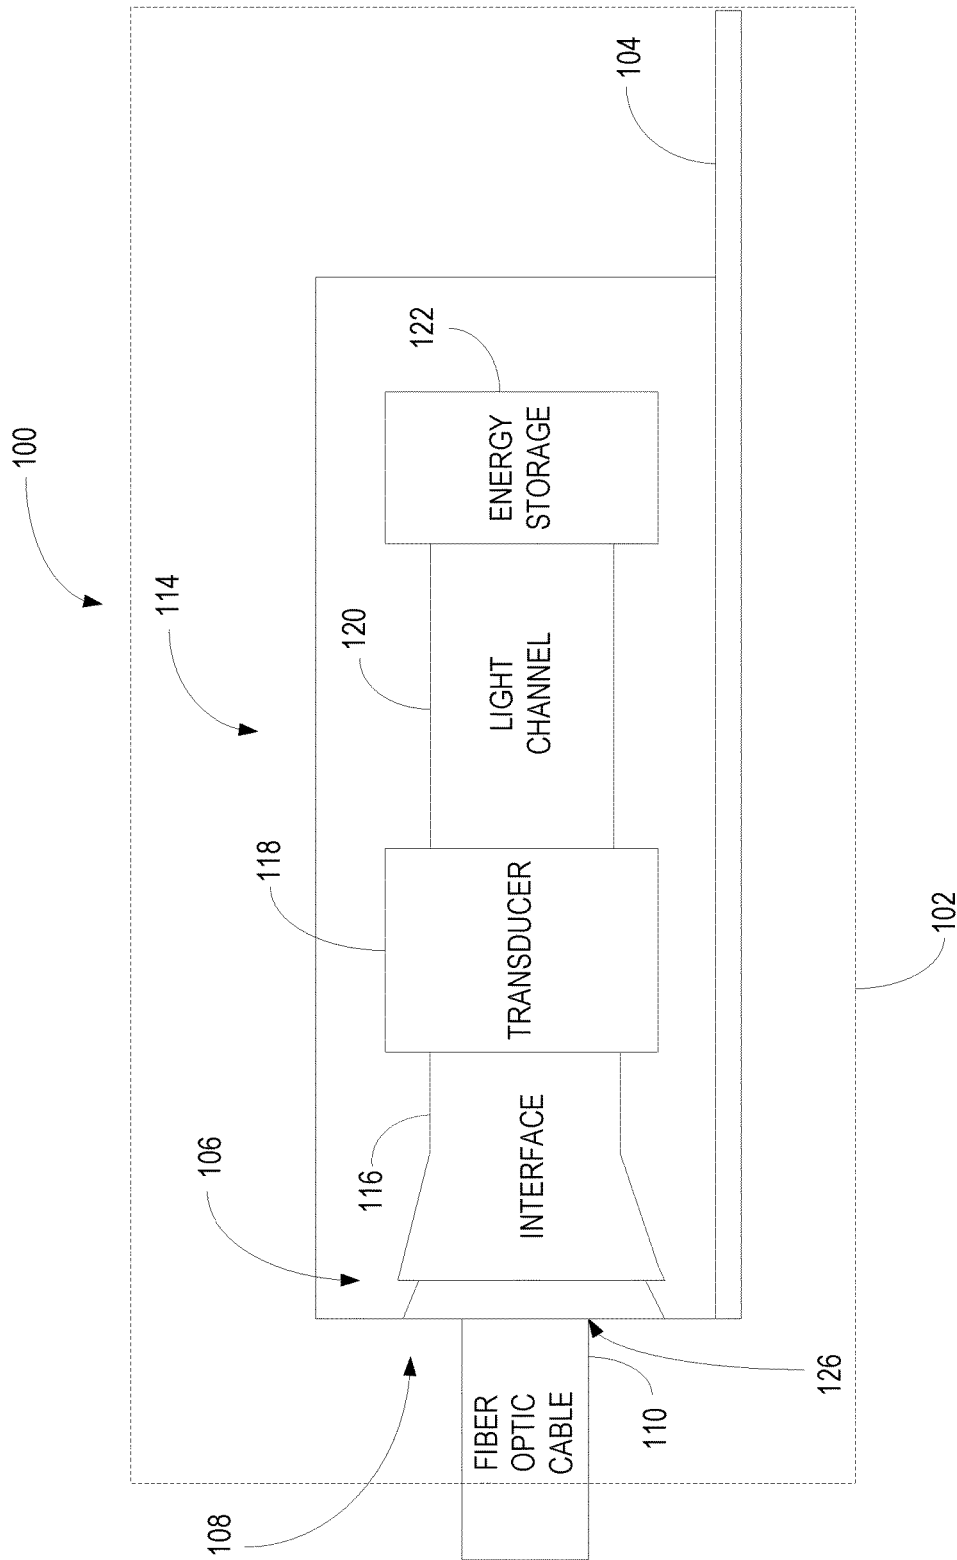 100
114
118
120
122
104
106
116
108
FIBER
OPTIC
CABLE
INTERFACE
TRANSDUCER
LIGHT
CHANNEL
ENERGY
STORAGE
110
126
102